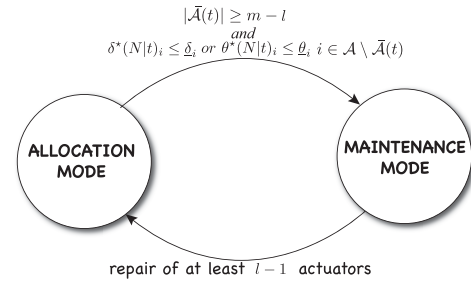 |𝒜̄(t)| ≥ m − l
and
δ*(N|t)ᵢ ≤ δ̲ᵢ or θ*(N|t)ᵢ ≤ θ̲ᵢ i ∈ 𝒜 \ 𝒜̄(t)
ALLOCATION
MODE
MAINTENANCE
MODE
repair of at least l − 1 actuators